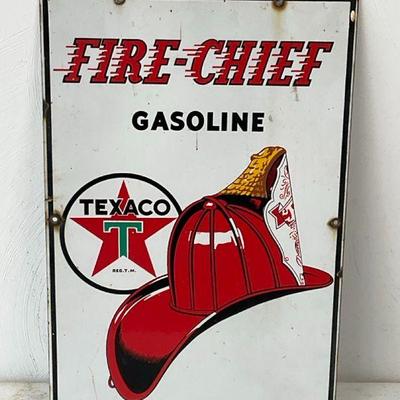 FIRE-CHIEF
GASOLINE
TEXACO
T
REG. T.M.